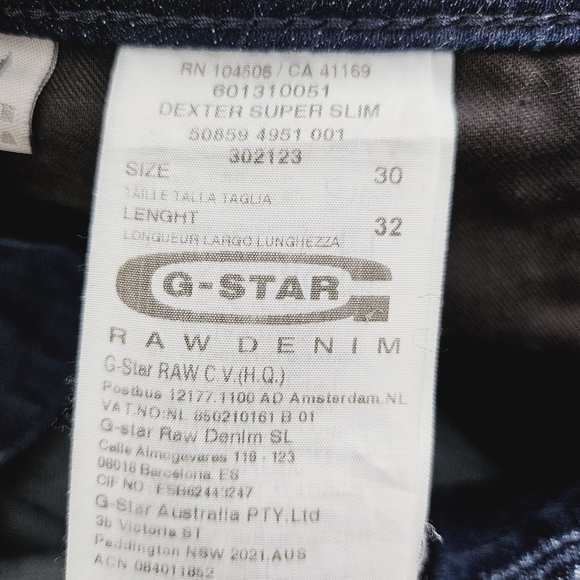 RN 104506 / CA 41169
601310051
DEXTER SUPER SLIM
50859 4951 001
302123
SIZE 30
TAILLE TALLA TAGLIA
LENGHT 32
LONGUEUR LARGO LUNGHEZZA
G-STAR
RAW DENIM
G-Star RAW C.V.(H.Q.)
Postbus 12177.1100 AD Amsterdam.NL
VAT.NO:NL 850210161 B 01
G-star Raw Denim SL
Calle Almogavares 119 - 123
08018 Barcelona. ES
CIF NO : ESB62443247
G-Star Australia PTY.Ltd
3b Victoria ST
Paddington NSW 2021.AUS
ACN 084011852